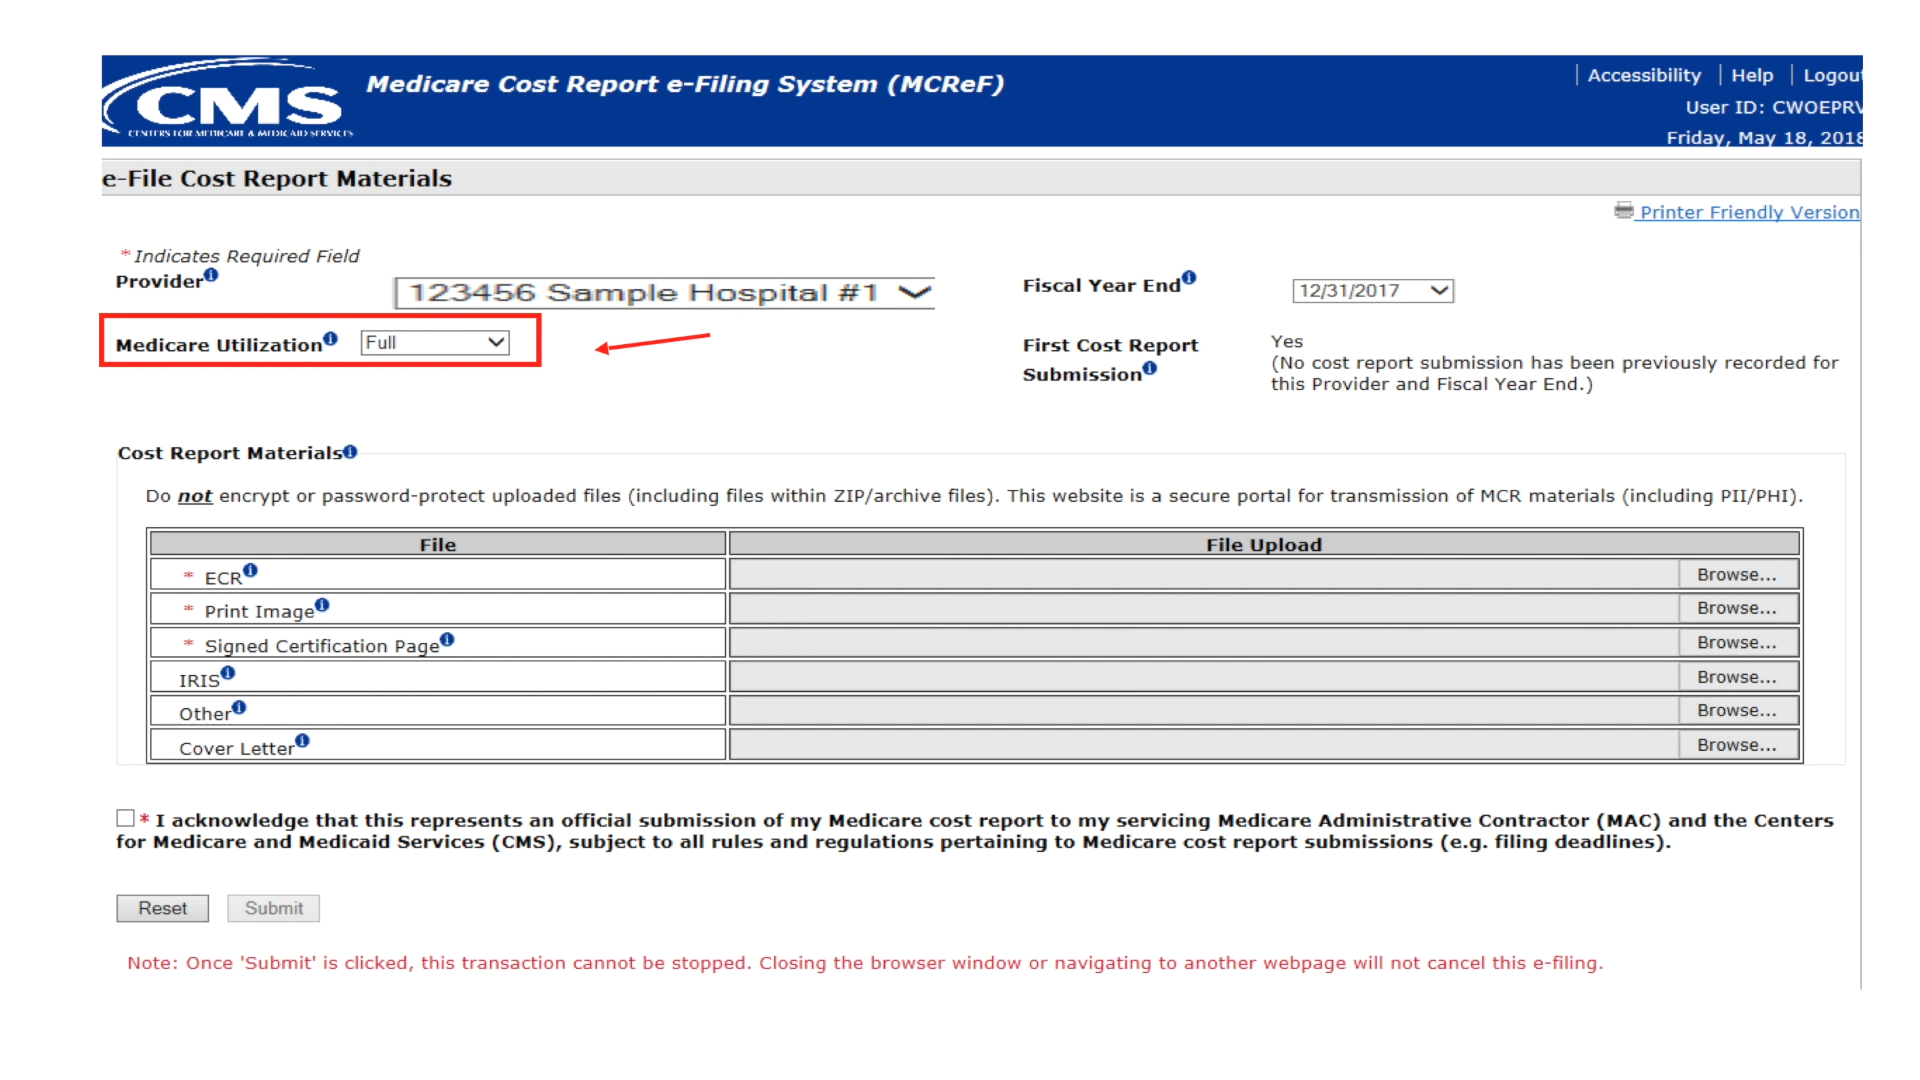 CMS
CENTERS FOR MEDICARE & MEDICAID SERVICES
Medicare Cost Report e-Filing System (MCReF)
Accessibility | Help | Logout
User ID: CWOEPRV
Friday, May 18, 2018
e-File Cost Report Materials
Printer Friendly Version
* Indicates Required Field
Provider
123456 Sample Hospital #1
Fiscal Year End
12/31/2017
Medicare Utilization
Full
First Cost Report
Submission
Yes
(No cost report submission has been previously recorded for
this Provider and Fiscal Year End.)
Cost Report Materials
Do not encrypt or password-protect uploaded files (including files within ZIP/archive files). This website is a secure portal for transmission of MCR materials (including PII/PHI).
File File Upload
* ECR Browse...
* Print Image Browse...
* Signed Certification Page Browse...
IRIS Browse...
Other Browse...
Cover Letter Browse...
* I acknowledge that this represents an official submission of my Medicare cost report to my servicing Medicare Administrative Contractor (MAC) and the Centers
for Medicare and Medicaid Services (CMS), subject to all rules and regulations pertaining to Medicare cost report submissions (e.g. filing deadlines).
Reset Submit
Note: Once 'Submit' is clicked, this transaction cannot be stopped. Closing the browser window or navigating to another webpage will not cancel this e-filing.